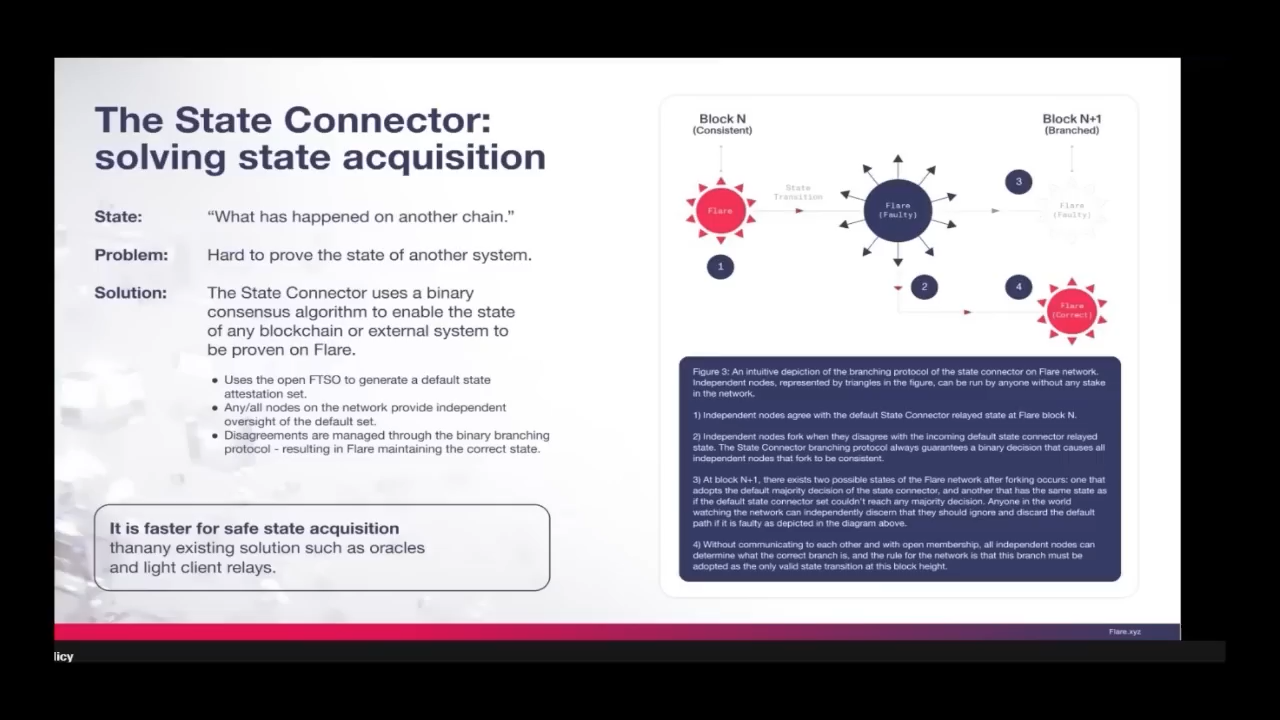 The State Connector:
solving state acquisition
State:
“What has happened on another chain.”
Problem:
Hard to prove the state of another system.
Solution:
The State Connector uses a binary
consensus algorithm to enable the state
of any blockchain or external system to
be proven on Flare.
• Uses the open FTSO to generate a default state
attestation set.
• Any/all nodes on the network provide independent
oversight of the default set.
• Disagreements are managed through the binary branching
protocol - resulting in Flare maintaining the correct state.
It is faster for safe state acquisition
thanany existing solution such as oracles
and light client relays.
Block N
(Consistent)
Block N+1
(Branched)
State
Transition
Flare
Flare
(Faulty)
Flare
(Faulty)
3
1
2
4
Flare
(Correct)
Figure 3: An intuitive depiction of the branching protocol of the state connector on Flare network.
Independent nodes, represented by triangles in the figure, can be run by anyone without any stake
in the network.
1) Independent nodes agree with the default State Connector relayed state at Flare block N.
2) Independent nodes fork when they disagree with the incoming default state connector relayed
state. The State Connector branching protocol always guarantees a binary decision that causes all
independent nodes that fork to be consistent.
3) At block N+1, there exists two possible states of the Flare network after forking occurs: one that
adopts the default majority decision of the state connector, and another that has the same state as
if the default state connector set couldn’t reach any majority decision. Anyone in the world
watching the network can independently discern that they should ignore and discard the default
path if it is faulty as depicted in the diagram above.
4) Without communicating to each other and with open membership, all independent nodes can
determine what the correct branch is, and the rule for the network is that this branch must be
adopted as the only valid state transition at this block height.
Flare.xyz
licy